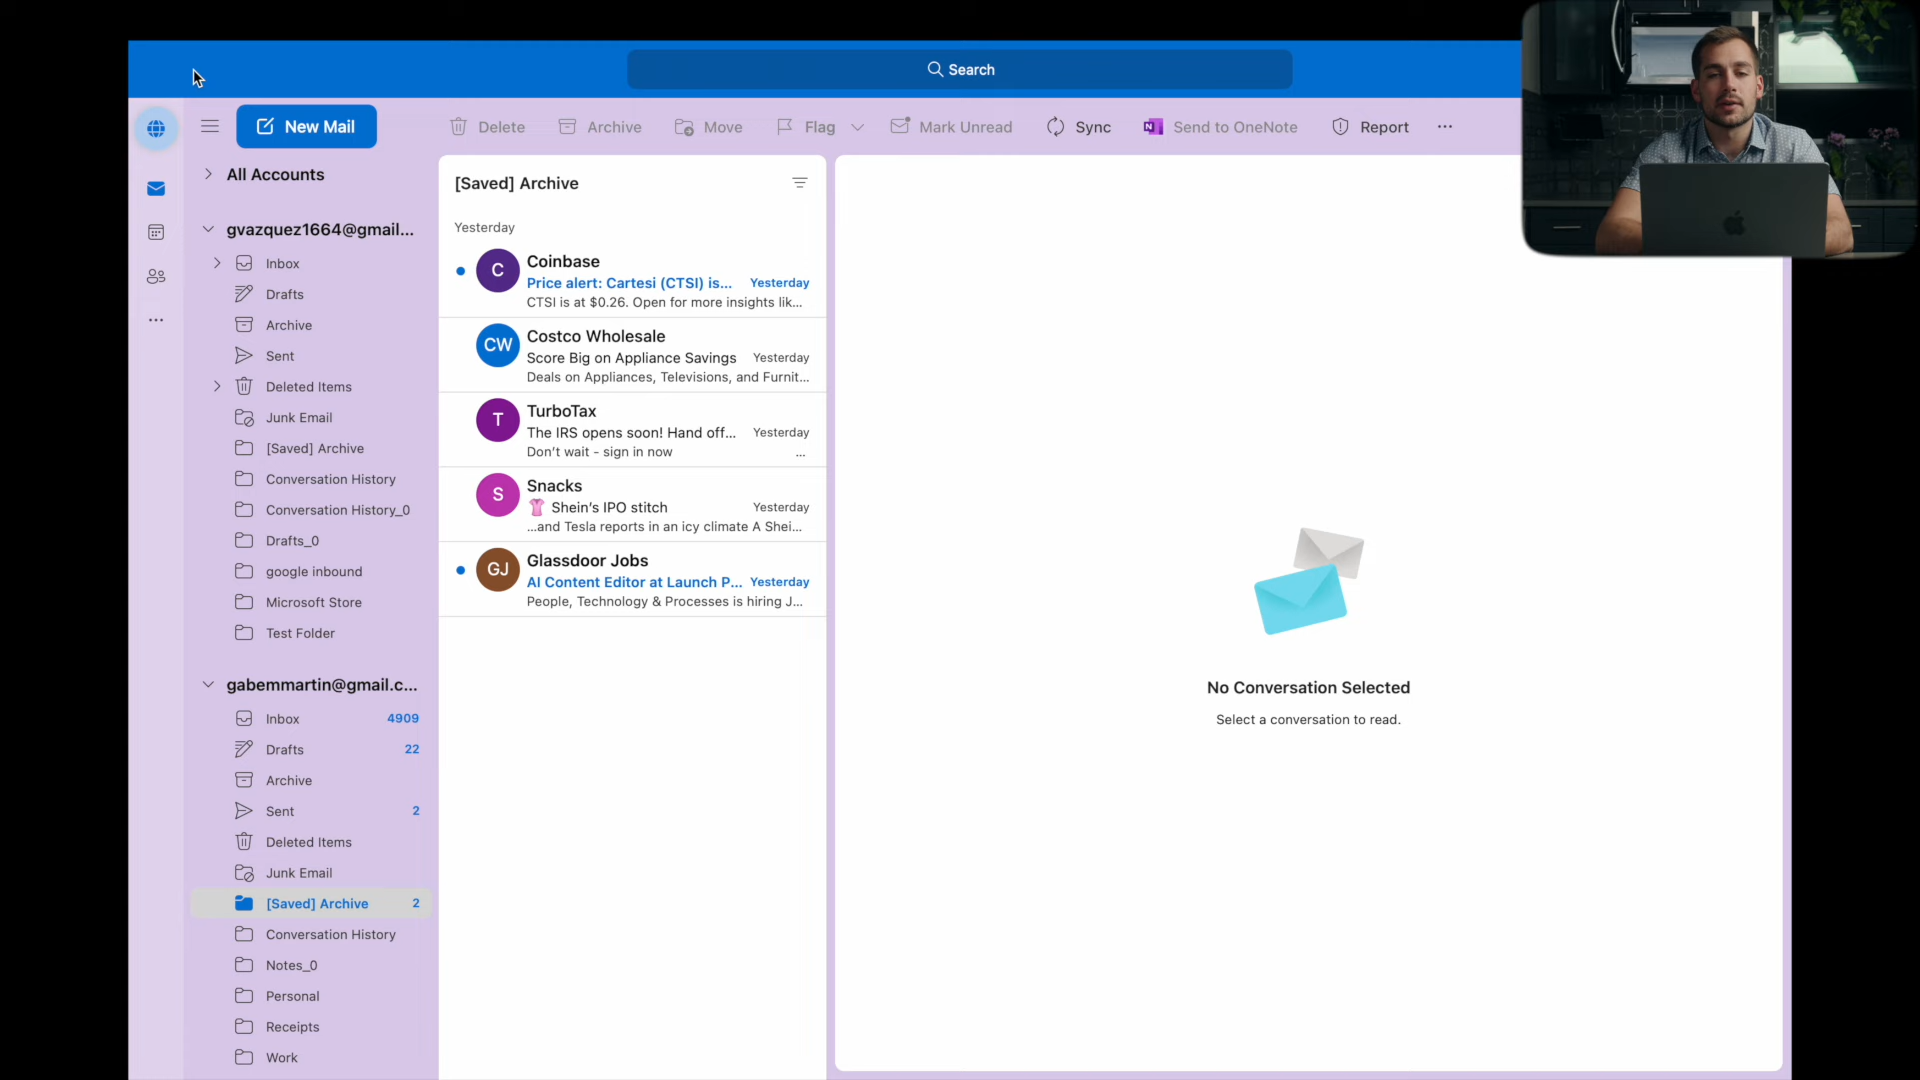 Search
New Mail
Delete
Archive
Move
Flag
Mark Unread
Sync
Send to OneNote
Report
All Accounts
gvazquez1664@gmail...
Inbox
Drafts
Archive
Sent
Deleted Items
Junk Email
[Saved] Archive
Conversation History
Conversation History_0
Drafts_0
google inbound
Microsoft Store
Test Folder
gabemmartin@gmail.c...
Inbox 4909
Drafts 22
Archive
Sent 2
Deleted Items
Junk Email
[Saved] Archive 2
Conversation History
Notes_0
Personal
Receipts
Work
[Saved] Archive
Yesterday
C
Coinbase
Price alert: Cartesi (CTSI) is... Yesterday
CTSI is at $0.26. Open for more insights lik...
CW
Costco Wholesale
Score Big on Appliance Savings Yesterday
Deals on Appliances, Televisions, and Furnit...
T
TurboTax
The IRS opens soon! Hand off... Yesterday
Don't wait - sign in now ...
S
Snacks
Shein's IPO stitch Yesterday
...and Tesla reports in an icy climate A Shei...
GJ
Glassdoor Jobs
AI Content Editor at Launch P... Yesterday
People, Technology & Processes is hiring J...
No Conversation Selected
Select a conversation to read.